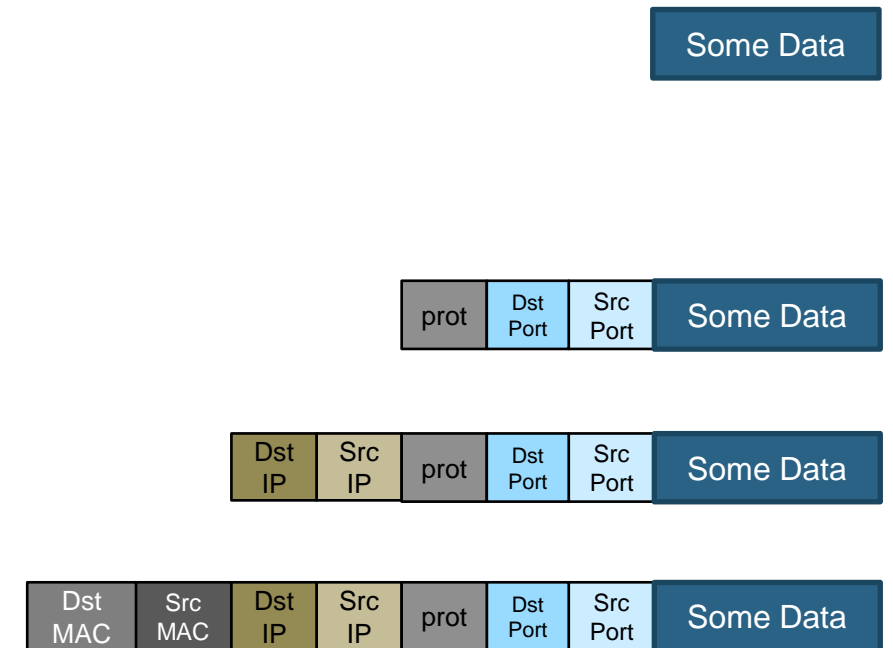 Some Data
prot
Dst
Port
Src
Port
Some Data
Dst
IP
Src
IP
prot
Dst
Port
Src
Port
Some Data
Dst
MAC
Src
MAC
Dst
IP
Src
IP
prot
Dst
Port
Src
Port
Some Data